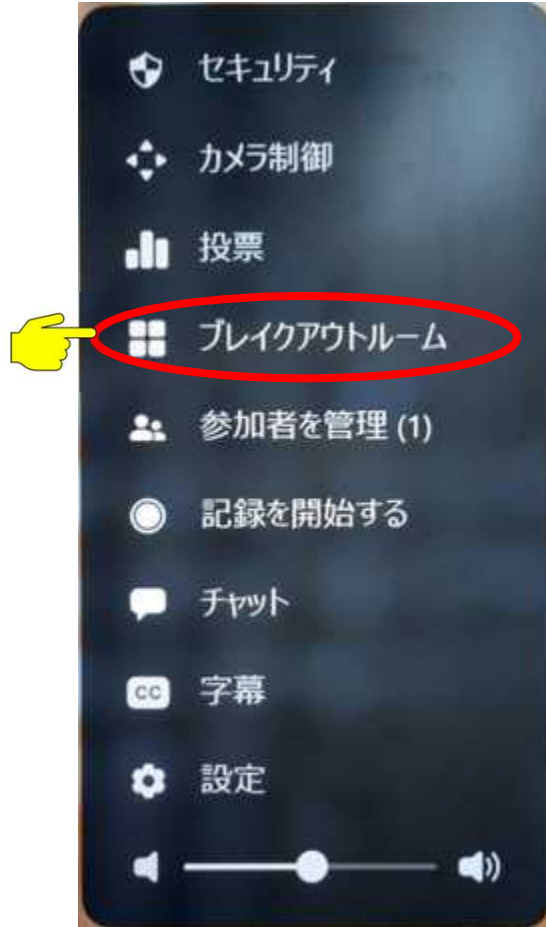 セキュリティ
カメラ制御
投票
ブレイクアウトルーム
参加者を管理 (1)
記録を開始する
チャット
CC 字幕
設定